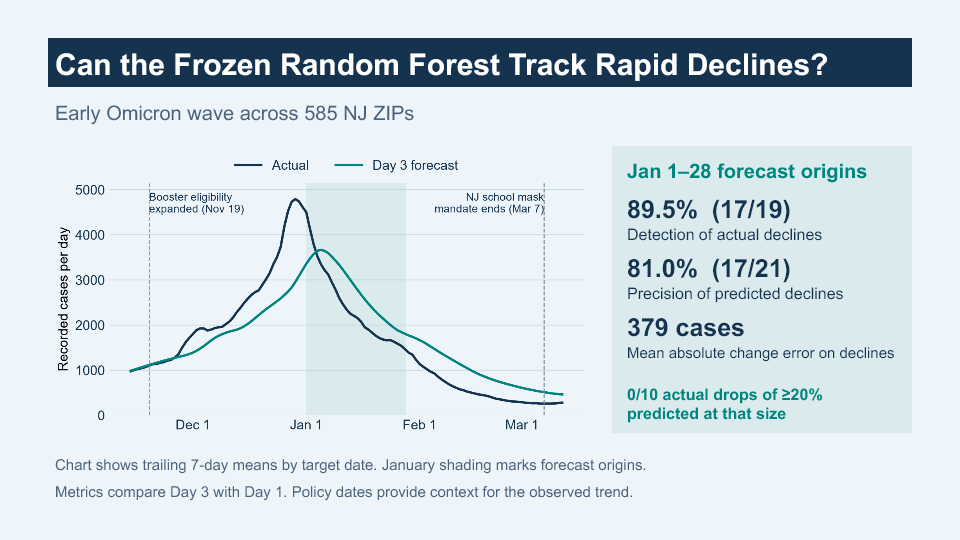 Can the Frozen Random Forest Track Rapid Declines?
Early Omicron wave across 585 NJ ZIPs
Actual
Day 3 forecast
Booster eligibility
expanded (Nov 19)
NJ school mask
mandate ends (Mar 7)
Recorded cases per day
5000
4000
3000
2000
1000
0
Dec 1
Jan 1
Feb 1
Mar 1
Jan 1–28 forecast origins
89.5% (17/19)
Detection of actual declines
81.0% (17/21)
Precision of predicted declines
379 cases
Mean absolute change error on declines
0/10 actual drops of ≥20%
predicted at that size
Chart shows trailing 7-day means by target date. January shading marks forecast origins.
Metrics compare Day 3 with Day 1. Policy dates provide context for the observed trend.